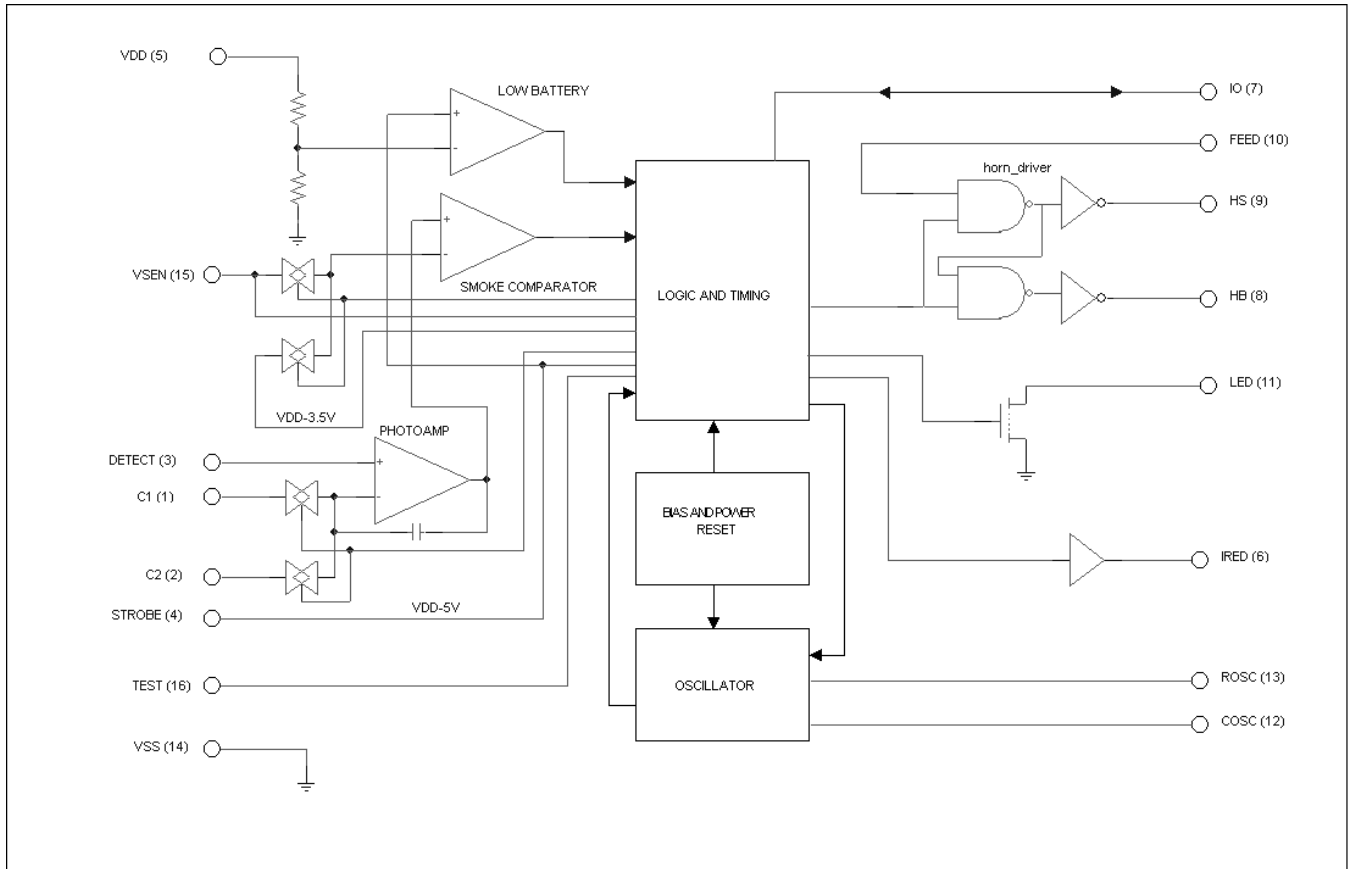 VDD (5)
LOW BATTERY
IO (7)
FEED (10)
horn_driver
HS (9)
VSEN (15)
SMOKE COMPARATOR
LOGIC AND TIMING
HB (8)
LED (11)
VDD-3.5V
PHOTOAMP
DETECT (3)
C1 (1)
BIAS AND POWER
RESET
IRED (6)
C2 (2)
VDD-5V
STROBE (4)
TEST (16)
OSCILLATOR
ROSC (13)
COSC (12)
VSS (14)
+
-
+
-
+
-